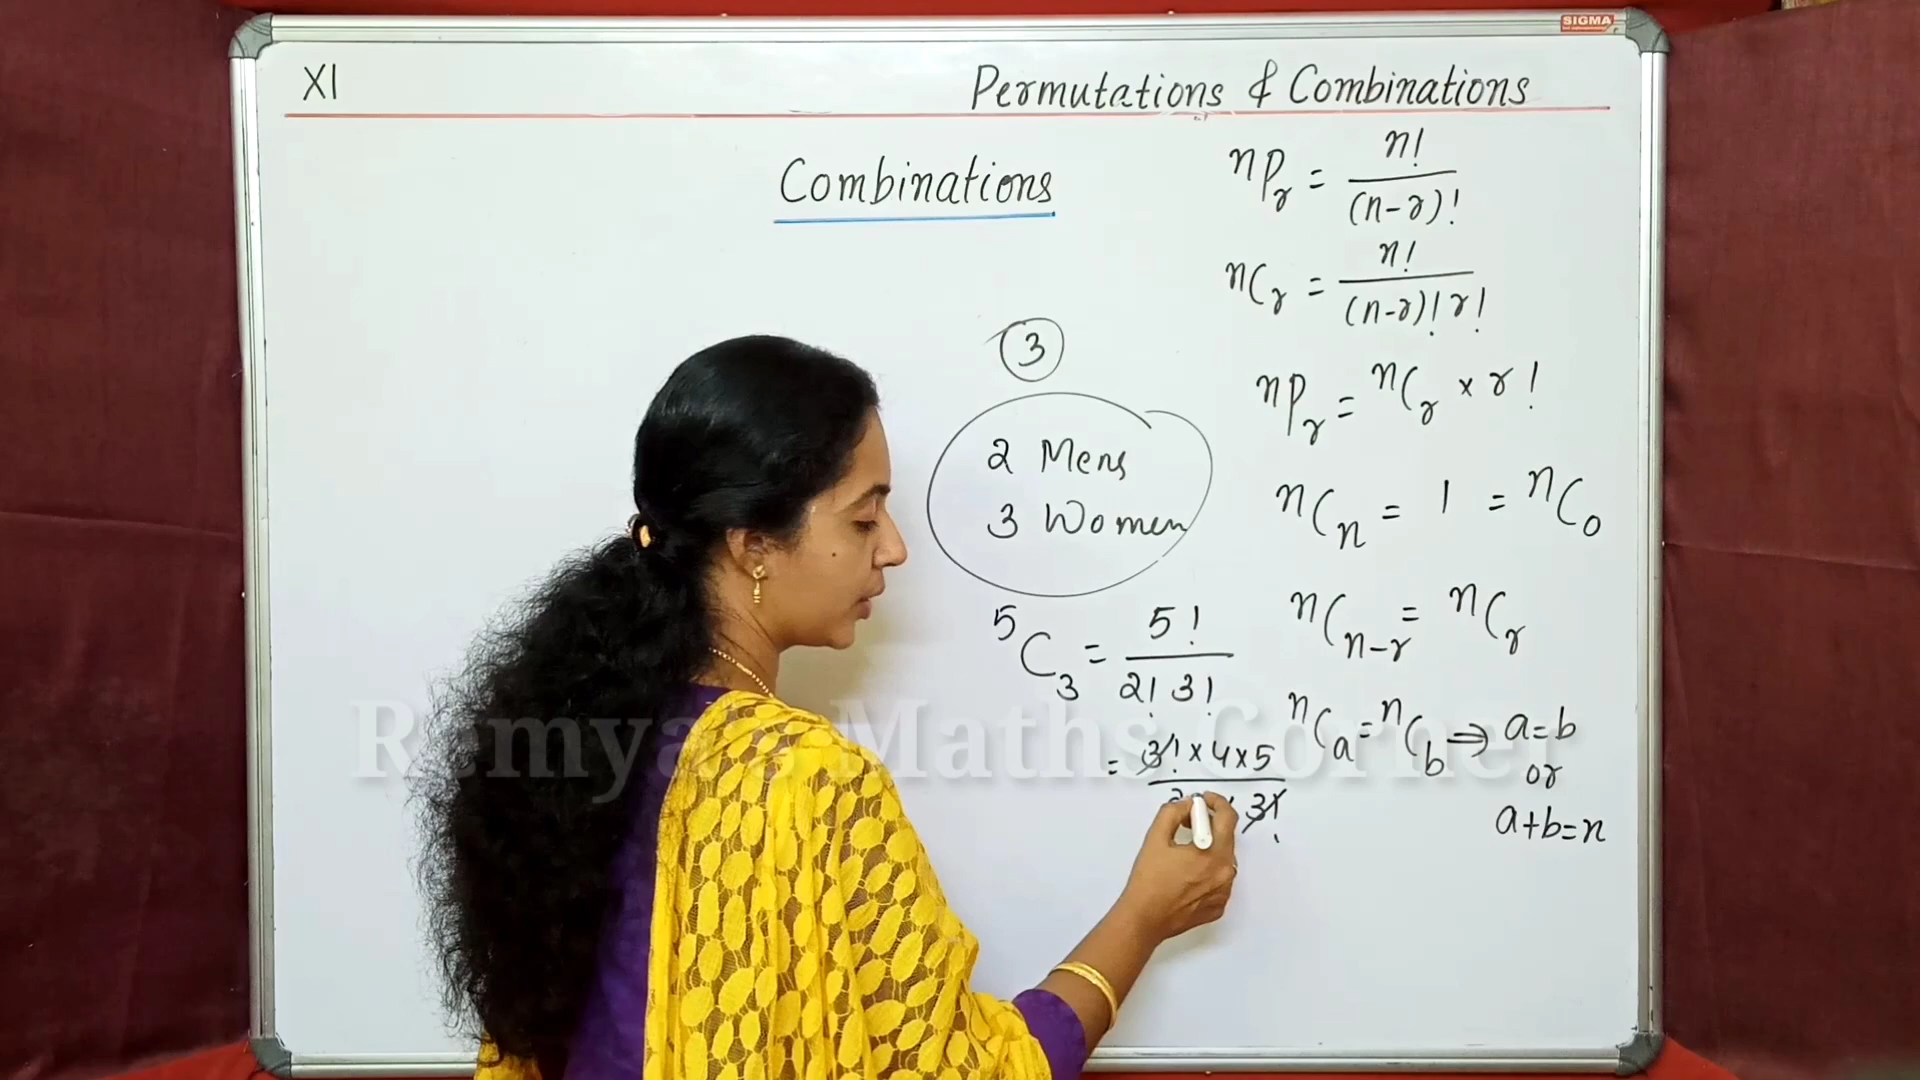 SIGMA
XI
Permutations & Combinations
Combinations
nPr = n! / (n-r)!
nCr = n! / (n-r)! r!
3
nPr = nCr × r!
2 Mens
3 Women
nCn = 1 = nC0
5C3 = 5! / 2! 3!
nCn-r = nCr
Remya's Maths Corner
nCa = nCb ⇒ a=b
or
a+b=n
= 3! × 4 × 5
3!